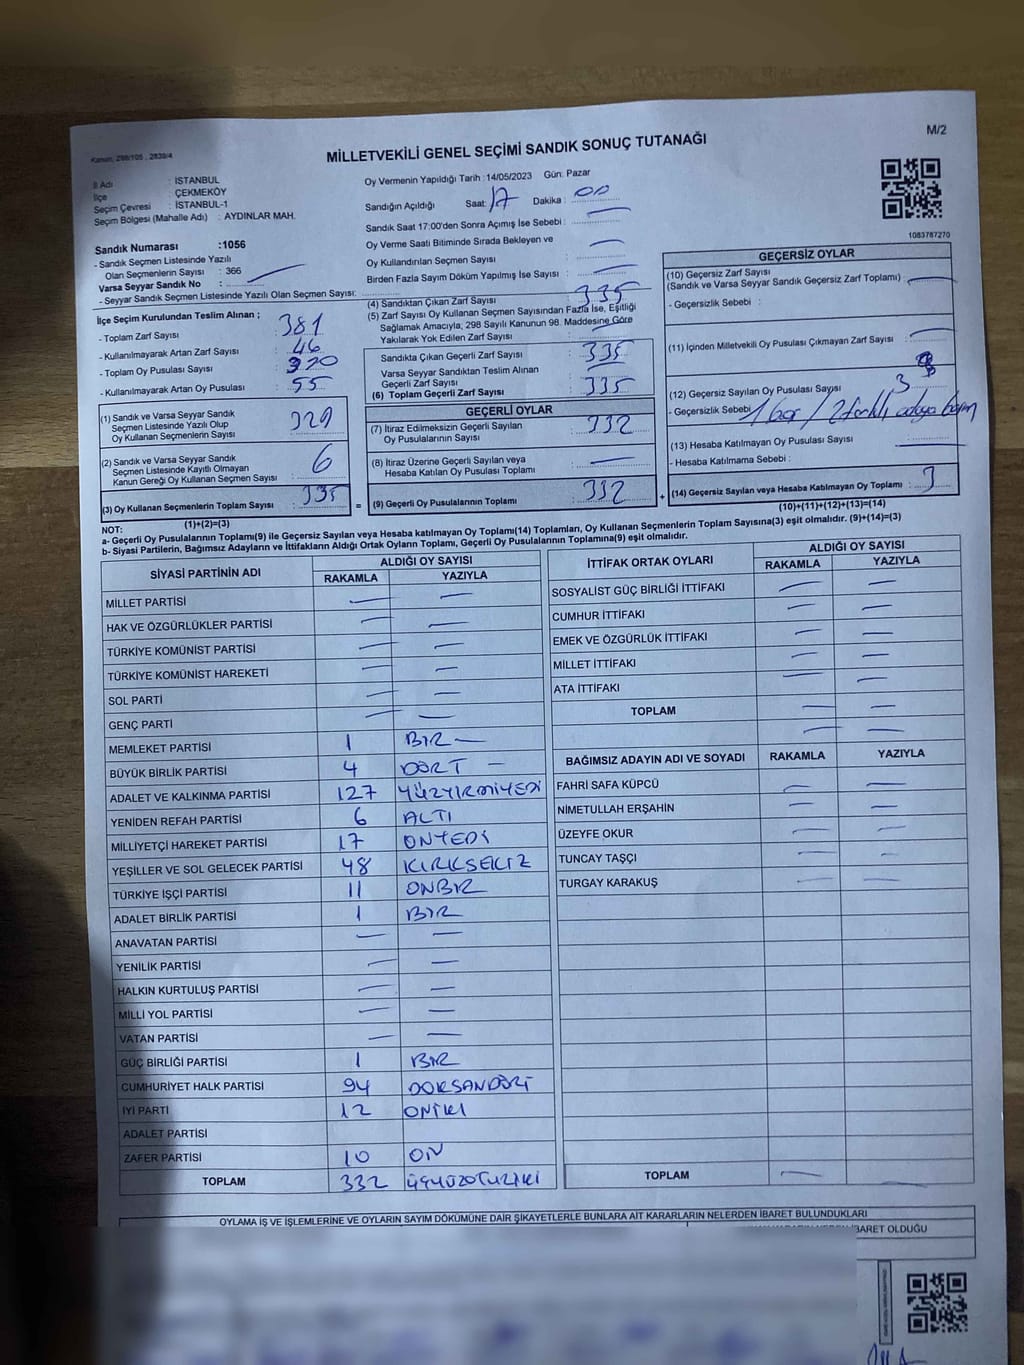 M/2
Kanun, 298/105 , 2839/4
MİLLETVEKİLİ GENEL SEÇİMİ SANDIK SONUÇ TUTANAĞI
İl Adı : İSTANBUL
İlçe : ÇEKMEKÖY
Seçim Çevresi : İSTANBUL-1
Seçim Bölgesi (Mahalle Adı) : AYDINLAR MAH.
Sandık Numarası :1056
- Sandık Seçmen Listesinde Yazılı
Olan Seçmenlerin Sayısı : 366
Varsa Seyyar Sandık No :
- Seyyar Sandık Seçmen Listesinde Yazılı Olan Seçmen Sayısı:
Oy Vermenin Yapıldığı Tarih :14/05/2023 Gün: Pazar
Sandığın Açıldığı Saat: 17 Dakika : 00
Sandık Saat 17:00'den Sonra Açımış İse Sebebi : —
Oy Verme Saati Bitiminde Sırada Bekleyen ve
Oy Kullandırılan Seçmen Sayısı : —
Birden Fazla Sayım Döküm Yapılmış İse Sayısı : —
1083787270
İlçe Seçim Kurulundan Teslim Alınan ;
- Toplam Zarf Sayısı : 381
- Kullanılmayarak Artan Zarf Sayısı : 46
- Toplam Oy Pusulası Sayısı : 390
- Kullanılmayarak Artan Oy Pusulası : 55
(1) Sandık ve Varsa Seyyar Sandık
Seçmen Listesinde Yazılı Olup
Oy Kullanan Seçmenlerin Sayısı : 329
(2) Sandık ve Varsa Seyyar Sandık
Seçmen Listesinde Kayıtlı Olmayan
Kanun Gereği Oy Kullanan Seçmen Sayısı : 6
(3) Oy Kullanan Seçmenlerin Toplam Sayısı : 335
(1)+(2)=(3)
(4) Sandıktan Çıkan Zarf Sayısı : 335
(5) Zarf Sayısı Oy Kullanan Seçmen Sayısından Fazla İse, Eşitliği
Sağlamak Amacıyla, 298 Sayılı Kanunun 98. Maddesine Göre
Yakılarak Yok Edilen Zarf Sayısı : —
Sandıkta Çıkan Geçerli Zarf Sayısı : 335
Varsa Seyyar Sandıktan Teslim Alınan
Geçerli Zarf Sayısı : —
(6) Toplam Geçerli Zarf Sayısı : 335
GEÇERLİ OYLAR
(7) İtiraz Edilmeksizin Geçerli Sayılan
Oy Pusulalarının Sayısı : 332
(8) İtiraz Üzerine Geçerli Sayılan veya
Hesaba Katılan Oy Pusulası Toplamı : —
= (9) Geçerli Oy Pusulalarının Toplamı : 332
GEÇERSİZ OYLAR
(10) Geçersiz Zarf Sayısı
(Sandık ve Varsa Seyyar Sandık Geçersiz Zarf Toplamı) : —
- Geçersizlik Sebebi :
(11) İçinden Milletvekili Oy Pusulası Çıkmayan Zarf Sayısı : —
(12) Geçersiz Sayılan Oy Pusulası Sayısı : 3
- Geçersizlik Sebebi 1 boş / 2 farklı
(13) Hesaba Katılmayan Oy Pusulası Sayısı : —
- Hesaba Katılmama Sebebi :
+ (14) Geçersiz Sayılan veya Hesaba Katılmayan Oy Toplamı : 3
(10)+(11)+(12)+(13)=(14)
NOT:
a- Geçerli Oy Pusulalarının Toplamı(9) ile Geçersiz Sayılan veya Hesaba katılmayan Oy Toplamı(14) Toplamları, Oy Kullanan Seçmenlerin Toplam Sayısına(3) eşit olmalıdır. (9)+(14)=(3)
b- Siyasi Partilerin, Bağımsız Adayların ve İttifakların Aldığı Ortak Oyların Toplamı, Geçerli Oy Pusulalarının Toplamına(9) eşit olmalıdır.
SİYASİ PARTİNİN ADI ALDIĞI OY SAYISI
RAKAMLA YAZIYLA
MİLLET PARTİSİ — —
HAK VE ÖZGÜRLÜKLER PARTİSİ — —
TÜRKİYE KOMÜNİST PARTİSİ — —
TÜRKİYE KOMÜNİST HAREKETİ — —
SOL PARTİ — —
GENÇ PARTİ — —
MEMLEKET PARTİSİ 1 BİR —
BÜYÜK BİRLİK PARTİSİ 4 DÖRT —
ADALET VE KALKINMA PARTİSİ 127 YÜZYİRMİYEDİ
YENİDEN REFAH PARTİSİ 6 ALTI
MİLLİYETÇİ HAREKET PARTİSİ 17 ONYEDİ
YEŞİLLER VE SOL GELECEK PARTİSİ 48 KIRKSEKİZ
TÜRKİYE İŞÇİ PARTİSİ 11 ONBİR
ADALET BİRLİK PARTİSİ 1 BİR
ANAVATAN PARTİSİ — —
YENİLİK PARTİSİ — —
HALKIN KURTULUŞ PARTİSİ — —
MİLLİ YOL PARTİSİ — —
VATAN PARTİSİ — —
GÜÇ BİRLİĞİ PARTİSİ 1 BİR
CUMHURİYET HALK PARTİSİ 94 DOKSANDÖRT
İYİ PARTİ 12 ONİKİ
ADALET PARTİSİ
ZAFER PARTİSİ 10 ON
TOPLAM 332 ÜÇYÜZOTUZİKİ
İTTİFAK ORTAK OYLARI ALDIĞI OY SAYISI
RAKAMLA YAZIYLA
SOSYALİST GÜÇ BİRLİĞİ İTTİFAKI — —
CUMHUR İTTİFAKI — —
EMEK VE ÖZGÜRLÜK İTTİFAKI — —
MİLLET İTTİFAKI — —
ATA İTTİFAKI — —
TOPLAM — —
— —
BAĞIMSIZ ADAYIN ADI VE SOYADI RAKAMLA YAZIYLA
FAHRİ SAFA KÜPCÜ — —
NİMETULLAH ERŞAHİN — —
ÜZEYFE OKUR — —
TUNCAY TAŞÇI — —
TURGAY KARAKUŞ — —
TOPLAM —
OYLAMA İŞ VE İŞLEMLERİNE VE OYLARIN SAYIM DÖKÜMÜNE DAİR ŞİKAYETLERLE BUNLARA AİT KARARLARIN NELERDEN İBARET BULUNDUKLARI
İBARET OLDUĞU